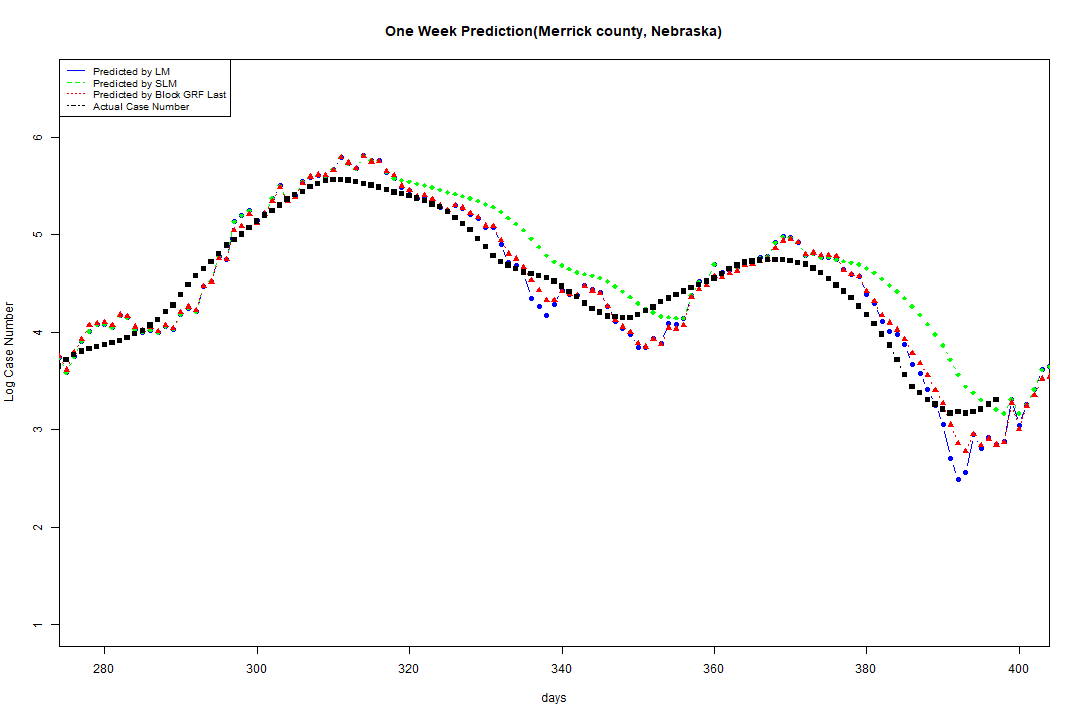 One Week Prediction(Merrick county, Nebraska)
Predicted by LM
Predicted by SLM
Predicted by Block GRF Last
Actual Case Number
6
5
4
3
2
1
Log Case Number
280 300 320 340 360 380 400
days